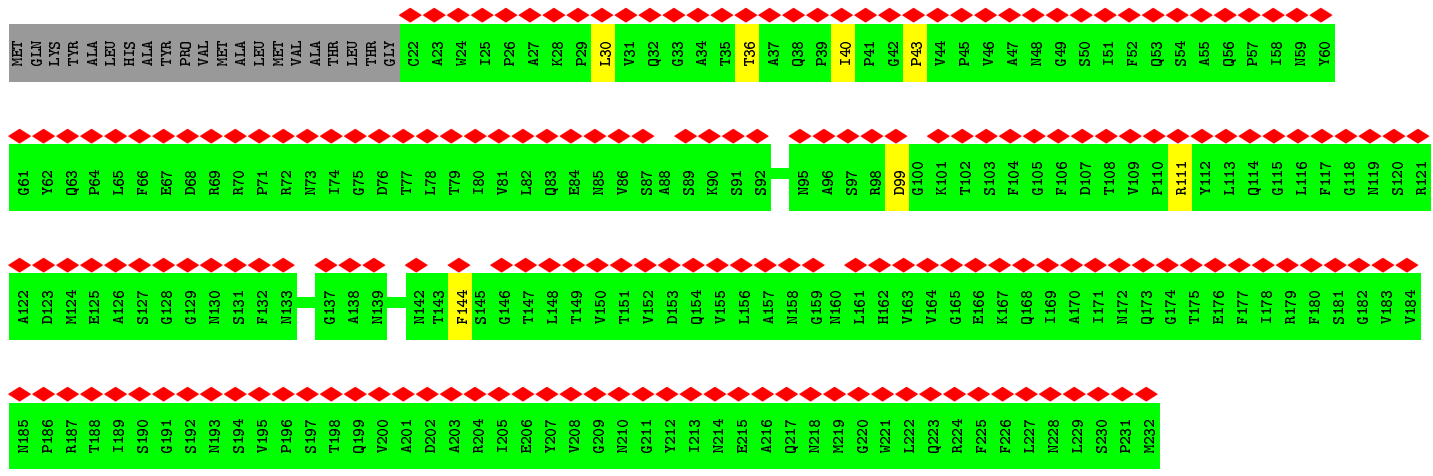 MET GLN LYS TYR ALA LEU HIS ALA TYR PRO VAL MET ALA LEU MET VAL ALA THR LEU THR GLY C22 A23 W24 I25 P26 A27 K28 P29 L30 V31 Q32 G33 A34 T35 T36 A37 Q38 P39 I40 P41 G42 P43 V44 P45 V46 A47 N48 G49 S50 I51 F52 Q53 S54 A55 Q56 P57 I58 N59 Y60
G61 Y62 Q63 P64 L65 F66 E67 D68 R69 R70 P71 R72 N73 I74 G75 D76 T77 L78 T79 I80 V81 L82 Q83 E84 N85 V86 S87 A88 S89 K90 S91 S92 N95 A96 S97 R98 D99 G100 K101 T102 S103 F104 G105 F106 D107 T108 V109 P110 R111 Y112 L113 Q114 G115 L116 F117 G118 N119 S120 R121
A122 D123 M124 E125 A126 S127 G128 G129 N130 S131 F132 N133 G137 A138 N139 N142 T143 F144 S145 G146 T147 L148 T149 V150 T151 V152 D153 Q154 V155 L156 A157 N158 G159 N160 L161 H162 V163 V164 G165 E166 K167 Q168 I169 A170 I171 N172 Q173 G174 T175 E176 F177 I178 R179 F180 S181 G182 V183 V184
N185 P186 R187 T188 I189 S190 G191 S192 N193 S194 V195 P196 S197 T198 Q199 V200 A201 D202 A203 R204 I205 E206 Y207 V208 G209 N210 G211 Y212 I213 N214 E215 A216 Q217 N218 M219 G220 W221 L222 Q223 R224 F225 F226 L227 N228 L229 S230 P231 M232